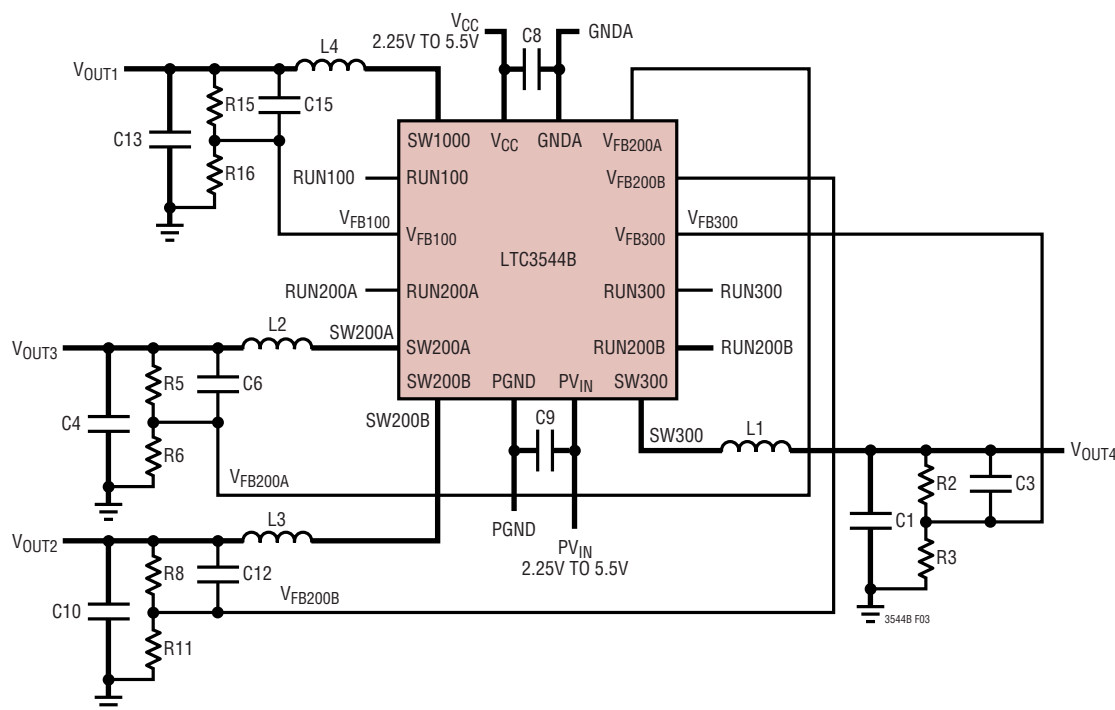 VCC
2.25V TO 5.5V
C8
GNDA
L4
VOUT1
R15
C15
C13
R16
SW1000
VCC
GNDA
VFB200A
RUN100
RUN100
VFB200B
VFB100
VFB100
VFB300
VFB300
LTC3544B
RUN200A
RUN200A
RUN300
RUN300
L2
SW200A
VOUT3
SW200A
RUN200B
RUN200B
SW200B
PGND
PVIN
SW300
R5
C6
C4
R6
SW200B
C9
SW300
L1
VOUT4
VFB200A
R2
C3
C1
R3
L3
PGND
PVIN
2.25V TO 5.5V
VOUT2
R8
C12
C10
VFB200B
R11
3544B F03